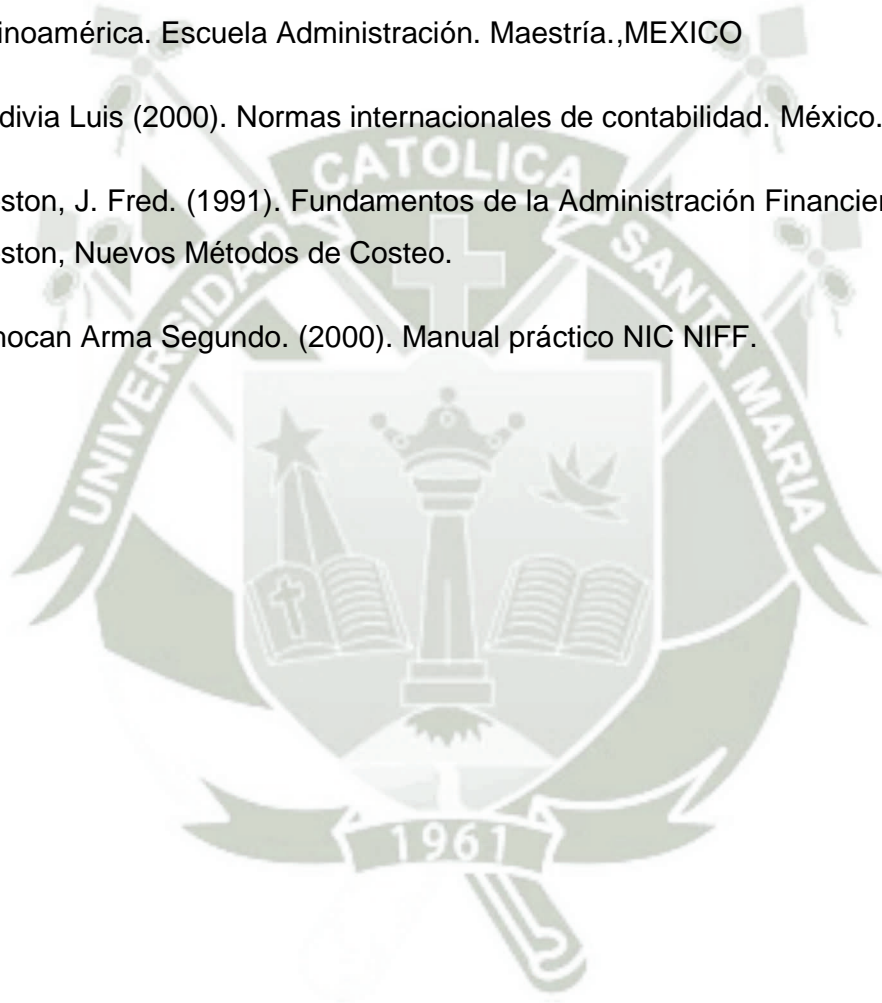 inoamérica. Escuela Administración. Maestría.,MEXICO
divia Luis (2000). Normas internacionales de contabilidad. México.
ston, J. Fred. (1991). Fundamentos de la Administración Financier
ston, Nuevos Métodos de Costeo.
nocan Arma Segundo. (2000). Manual práctico NIC NIFF.
UNIVERSIDAD CATOLICA SANTA MARIA
1961